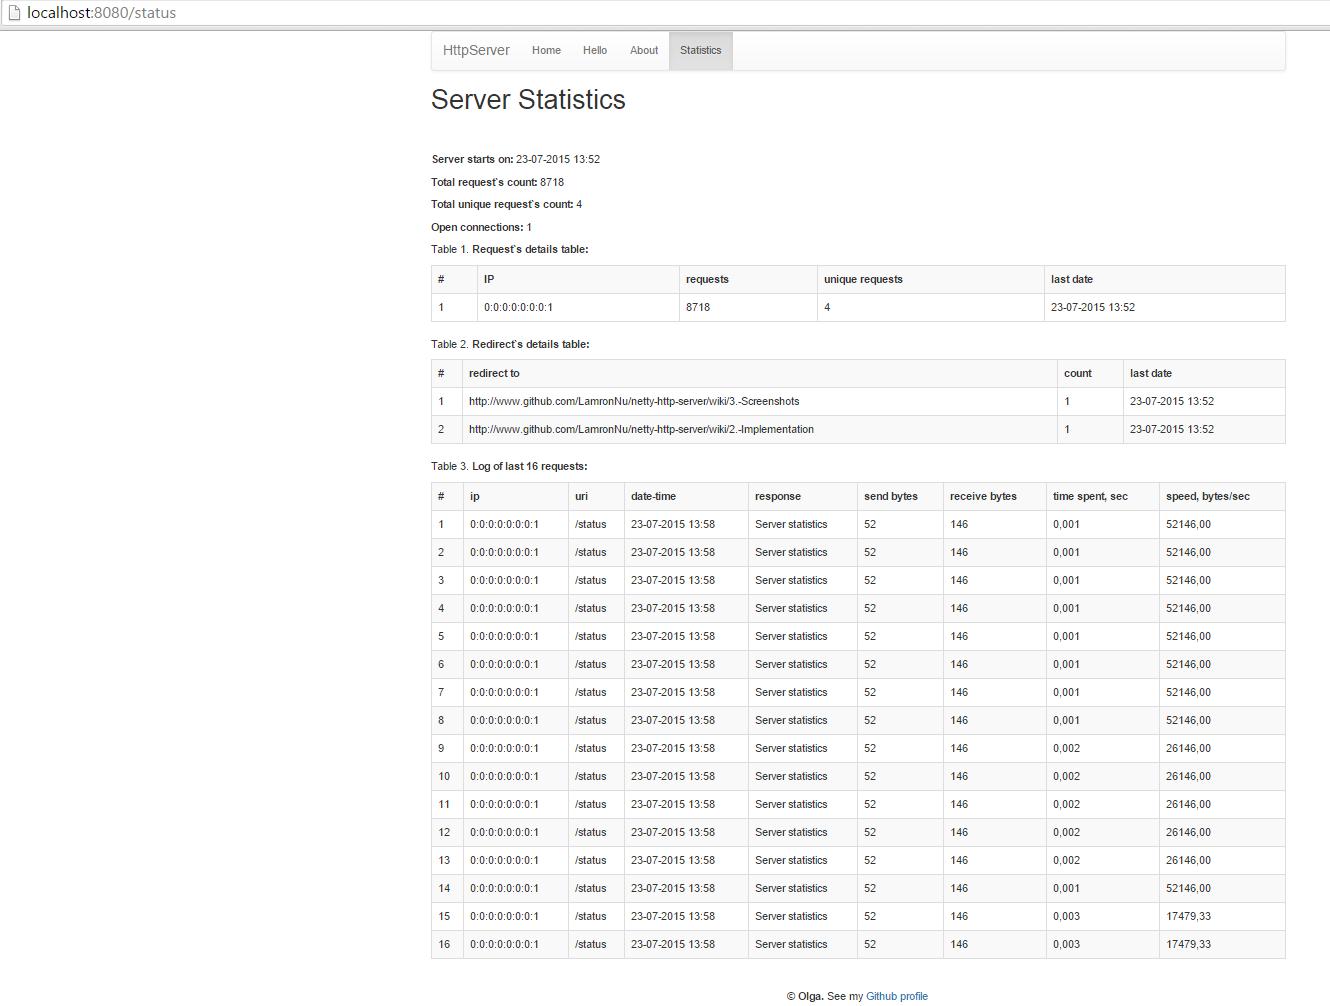 localhost:8080/status
HttpServer Home Hello About Statistics
Server Statistics
Server starts on: 23-07-2015 13:52
Total request`s count: 8718
Total unique request`s count: 4
Open connections: 1
Table 1. Request`s details table:
# IP requests unique requests last date
1 0:0:0:0:0:0:0:1 8718 4 23-07-2015 13:52
Table 2. Redirect`s details table:
# redirect to count last date
1 http://www.github.com/LamronNu/netty-http-server/wiki/3.-Screenshots 1 23-07-2015 13:52
2 http://www.github.com/LamronNu/netty-http-server/wiki/2.-Implementation 1 23-07-2015 13:52
Table 3. Log of last 16 requests:
# ip uri date-time response send bytes receive bytes time spent, sec speed, bytes/sec
1 0:0:0:0:0:0:0:1 /status 23-07-2015 13:58 Server statistics 52 146 0,001 52146,00
2 0:0:0:0:0:0:0:1 /status 23-07-2015 13:58 Server statistics 52 146 0,001 52146,00
3 0:0:0:0:0:0:0:1 /status 23-07-2015 13:58 Server statistics 52 146 0,001 52146,00
4 0:0:0:0:0:0:0:1 /status 23-07-2015 13:58 Server statistics 52 146 0,001 52146,00
5 0:0:0:0:0:0:0:1 /status 23-07-2015 13:58 Server statistics 52 146 0,001 52146,00
6 0:0:0:0:0:0:0:1 /status 23-07-2015 13:58 Server statistics 52 146 0,001 52146,00
7 0:0:0:0:0:0:0:1 /status 23-07-2015 13:58 Server statistics 52 146 0,001 52146,00
8 0:0:0:0:0:0:0:1 /status 23-07-2015 13:58 Server statistics 52 146 0,001 52146,00
9 0:0:0:0:0:0:0:1 /status 23-07-2015 13:58 Server statistics 52 146 0,002 26146,00
10 0:0:0:0:0:0:0:1 /status 23-07-2015 13:58 Server statistics 52 146 0,002 26146,00
11 0:0:0:0:0:0:0:1 /status 23-07-2015 13:58 Server statistics 52 146 0,002 26146,00
12 0:0:0:0:0:0:0:1 /status 23-07-2015 13:58 Server statistics 52 146 0,002 26146,00
13 0:0:0:0:0:0:0:1 /status 23-07-2015 13:58 Server statistics 52 146 0,002 26146,00
14 0:0:0:0:0:0:0:1 /status 23-07-2015 13:58 Server statistics 52 146 0,001 52146,00
15 0:0:0:0:0:0:0:1 /status 23-07-2015 13:58 Server statistics 52 146 0,003 17479,33
16 0:0:0:0:0:0:0:1 /status 23-07-2015 13:58 Server statistics 52 146 0,003 17479,33
© Olga. See my Github profile